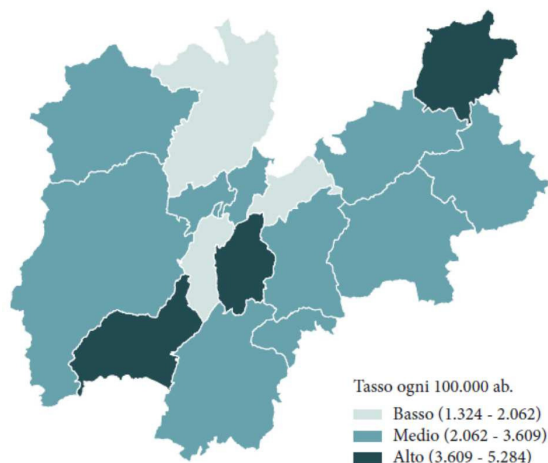 Tasso ogni 100.000 ab.
Basso (1.324 - 2.062)
Medio (2.062 - 3.609)
Alto (3.609 - 5.284)